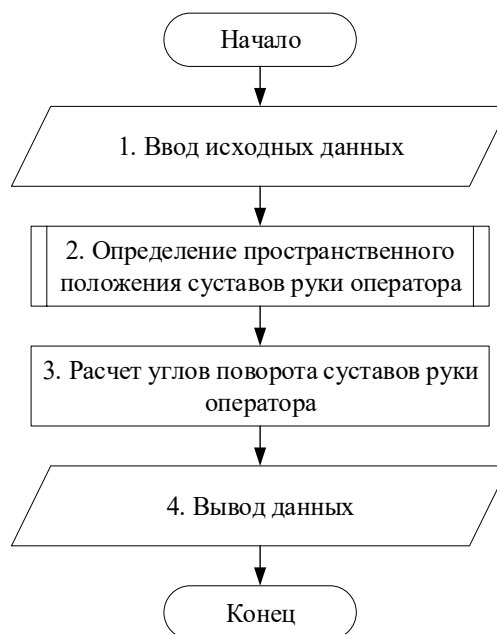 Начало
1. Ввод исходных данных
2. Определение пространственного
положения суставов руки оператора
3. Расчет углов поворота суставов руки
оператора
4. Вывод данных
Конец